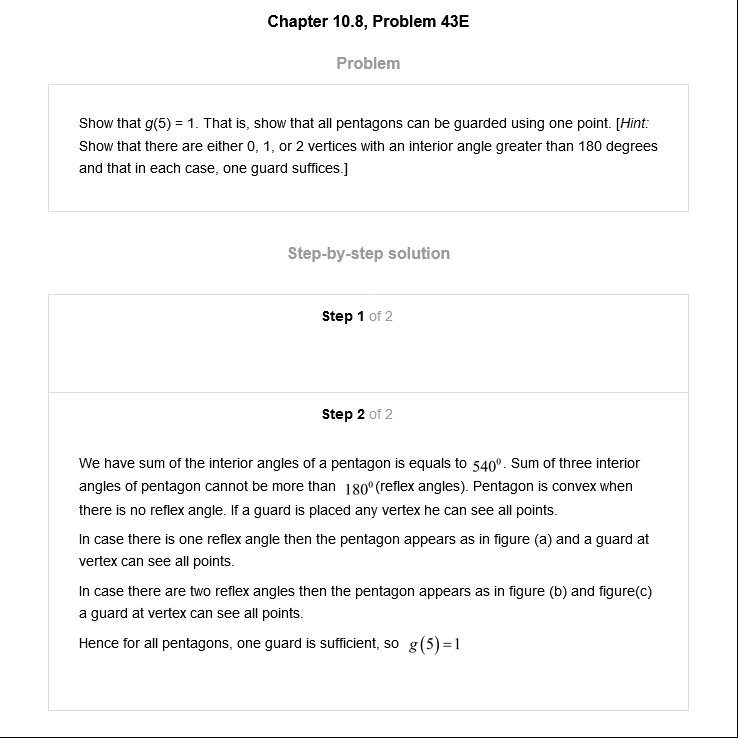 Chapter 10.8, Problem 43E
Problem
Show that g(5) = 1. That is, show that all pentagons can be guarded using one point. [Hint:
Show that there are either 0, 1, or 2 vertices with an interior angle greater than 180 degrees
and that in each case, one guard suffices.]
Step-by-step solution
Step 1 of 2
Step 2 of 2
We have sum of the interior angles of a pentagon is equals to 540⁰. Sum of three interior
angles of pentagon cannot be more than 180⁰(reflex angles). Pentagon is convex when
there is no reflex angle. If a guard is placed any vertex he can see all points.
In case there is one reflex angle then the pentagon appears as in figure (a) and a guard at
vertex can see all points.
In case there are two reflex angles then the pentagon appears as in figure (b) and figure(c)
a guard at vertex can see all points.
Hence for all pentagons, one guard is sufficient, so g(5)=1